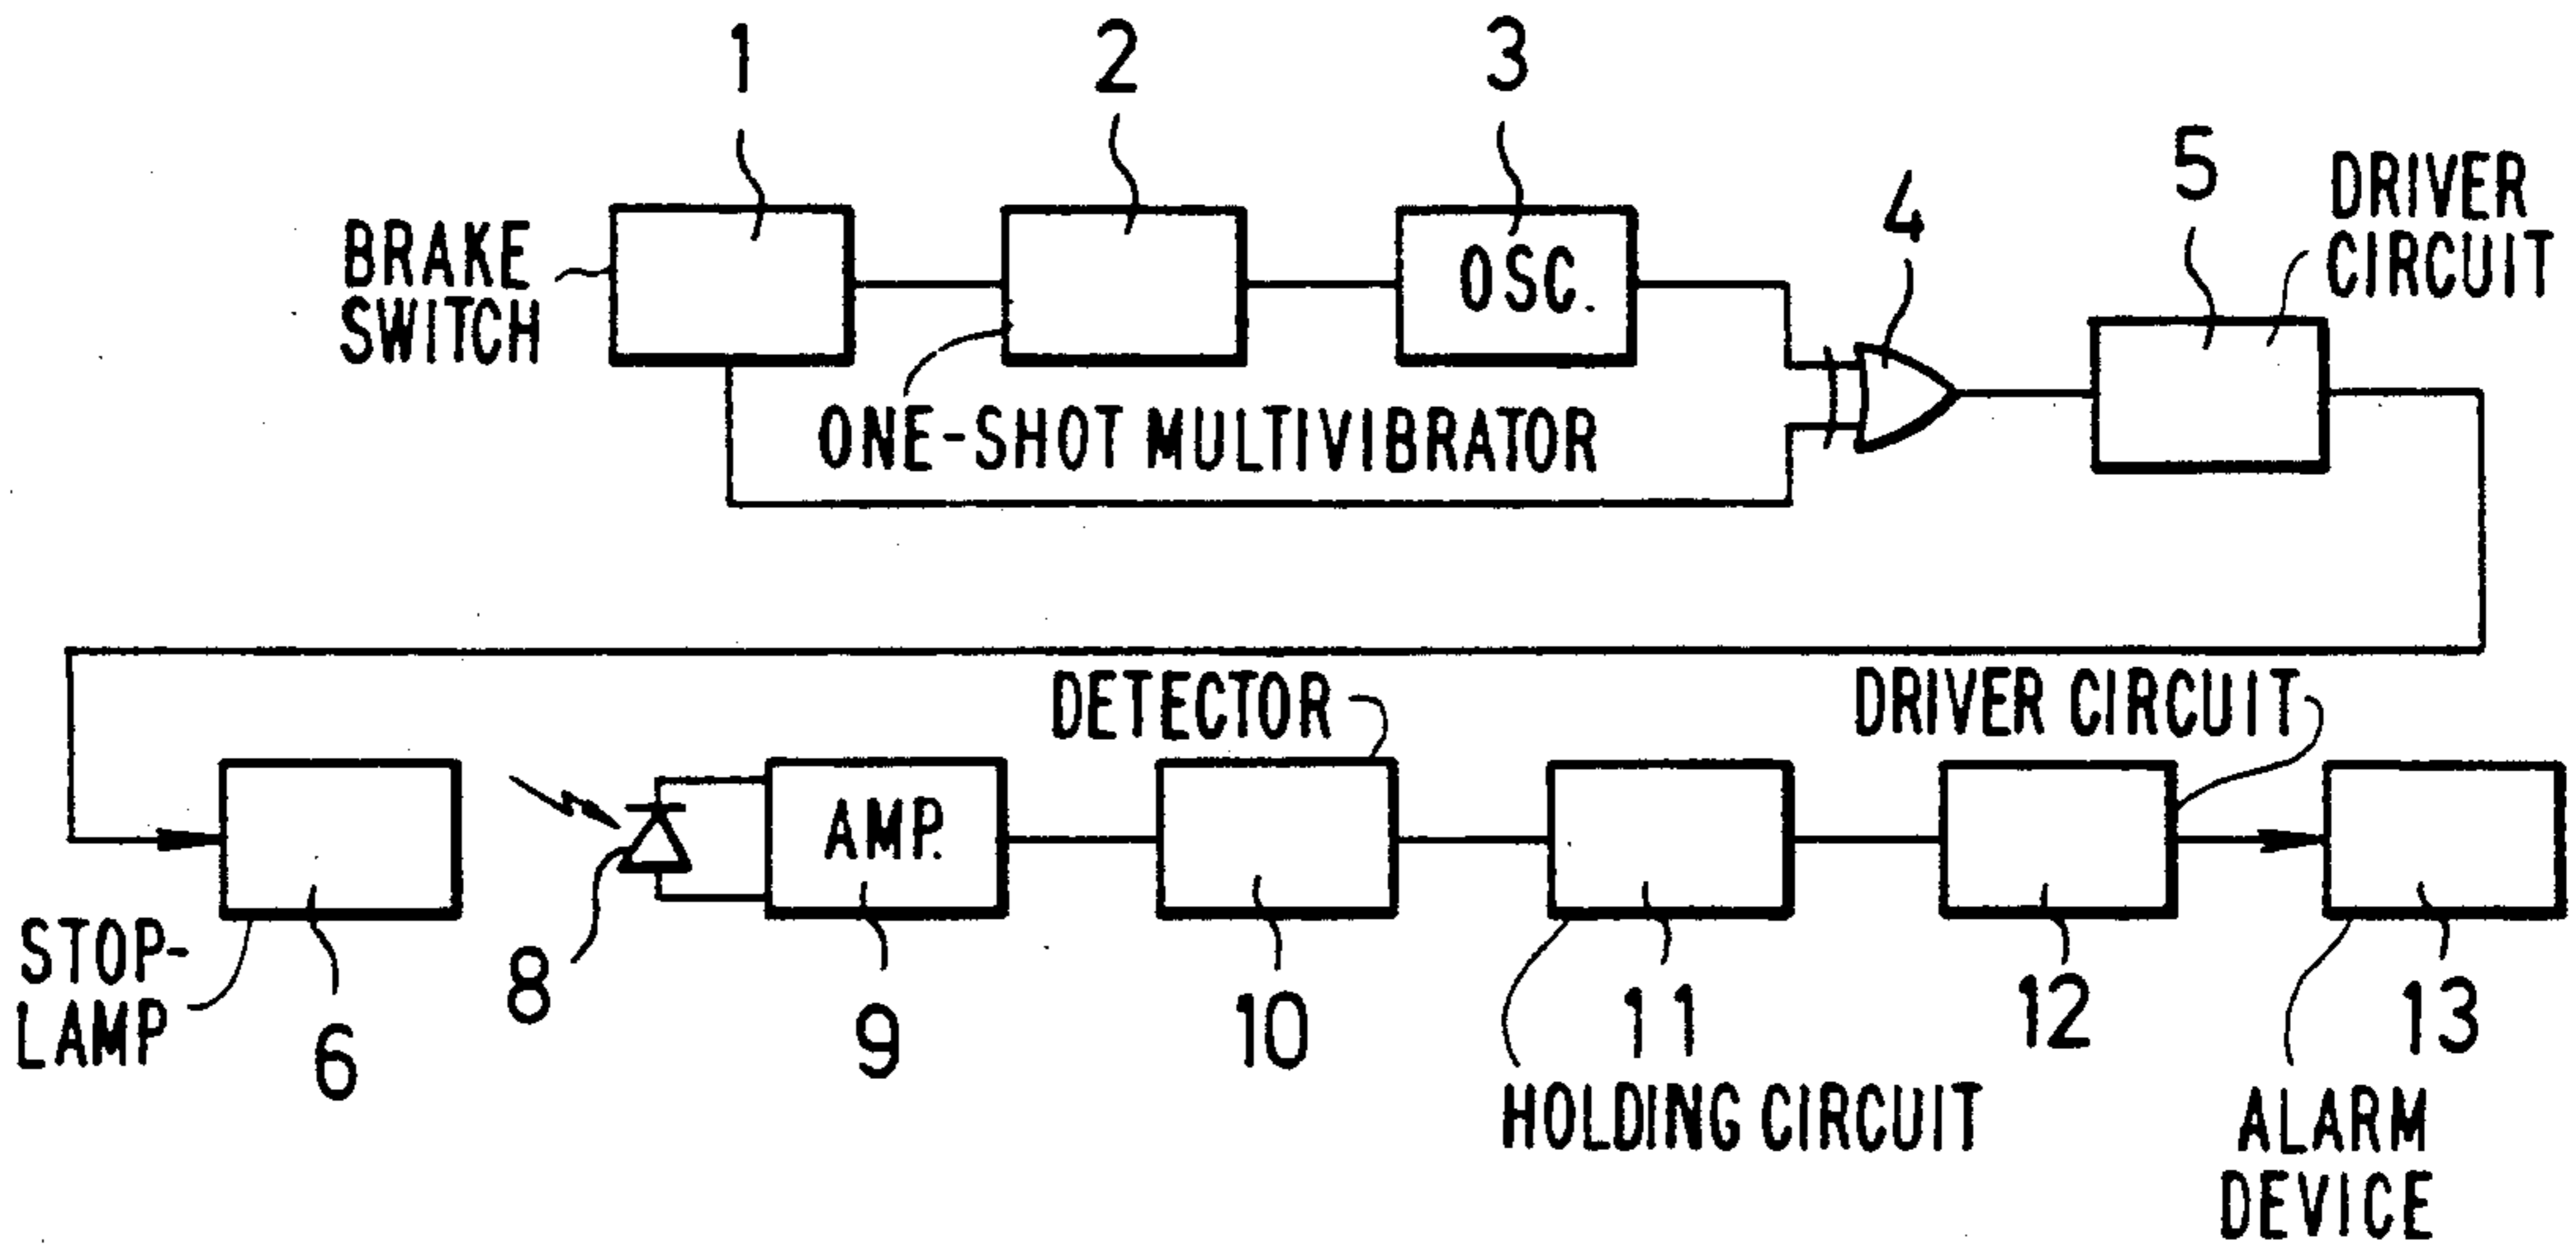 1
2
3
4
5
DRIVER
CIRCUIT
BRAKE
SWITCH
OSC.
ONE-SHOT MULTIVIBRATOR
DETECTOR
DRIVER CIRCUIT
AMP.
STOP-
LAMP
6
8
9
10
11
12
13
HOLDING CIRCUIT
ALARM
DEVICE